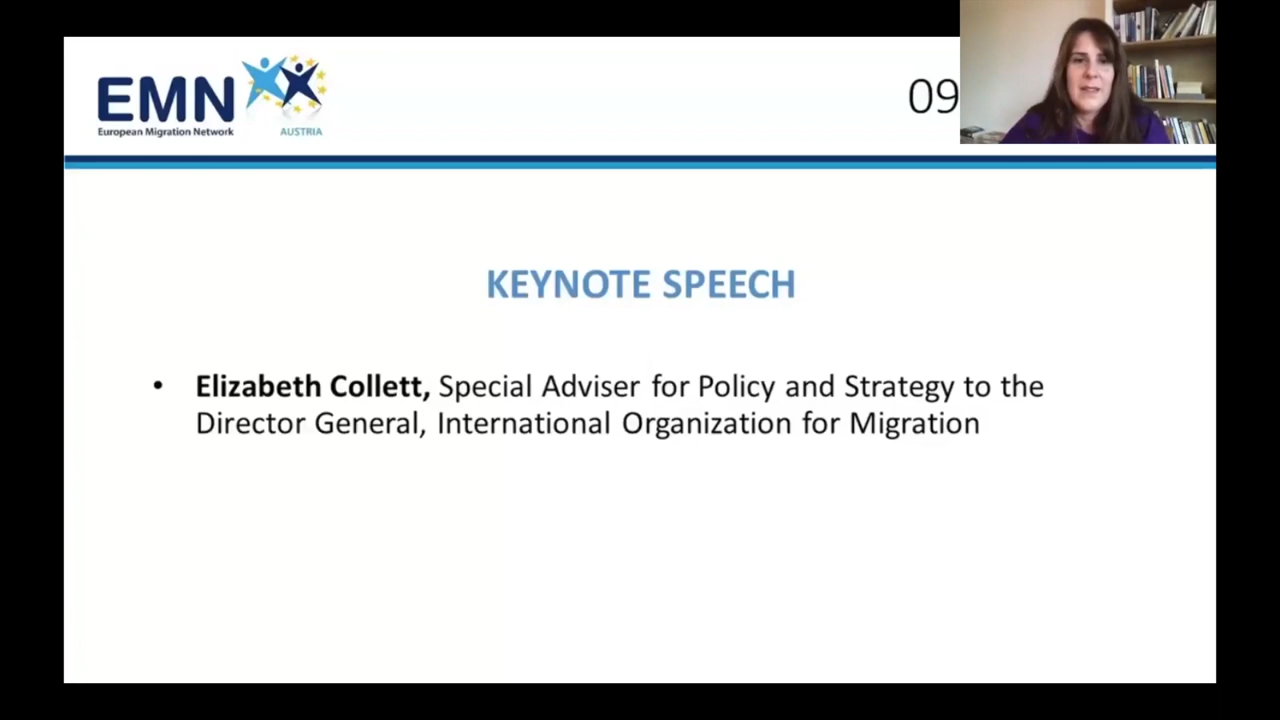 EMN
European Migration Network
AUSTRIA
09
KEYNOTE SPEECH
• Elizabeth Collett, Special Adviser for Policy and Strategy to the
Director General, International Organization for Migration